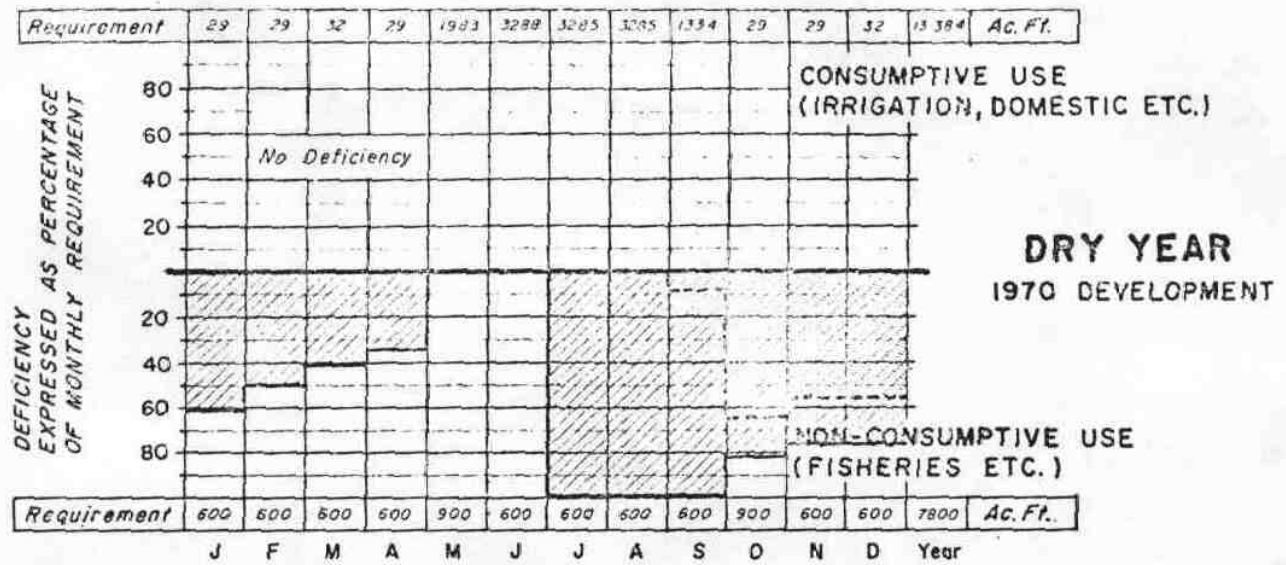 Requirement 29 29 32 29 1983 3288 3285 3285 1334 29 29 32 13 384 Ac. Ft.
CONSUMPTIVE USE
(IRRIGATION, DOMESTIC ETC.)
80
60
No Deficiency
40
20
DEFICIENCY
EXPRESSED AS PERCENTAGE
OF MONTHLY REQUIREMENT
DRY YEAR
1970 DEVELOPMENT
20
40
60
80
NON-CONSUMPTIVE USE
(FISHERIES ETC.)
Requirement 600 600 600 600 900 600 600 600 600 900 600 600 7800 Ac. Ft.
J F M A M J J A S O N D Year